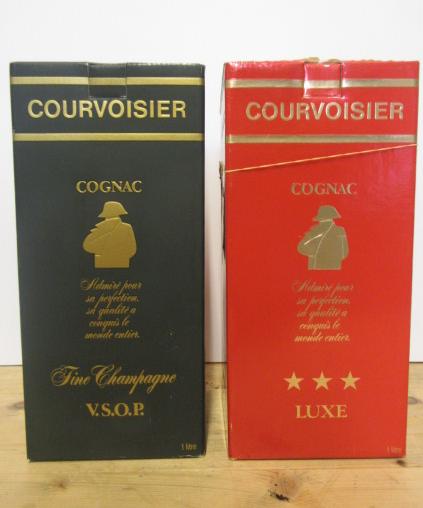 COURVOISIER
COGNAC
Admiré pour
sa perfection,
sa qualité a
conquis le
monde entier.
Fine Champagne
V.S.O.P.
1 litre
COURVOISIER
COGNAC
Admiré pour
sa perfection,
sa qualité a
conquis le
monde entier.
LUXE
1 litre